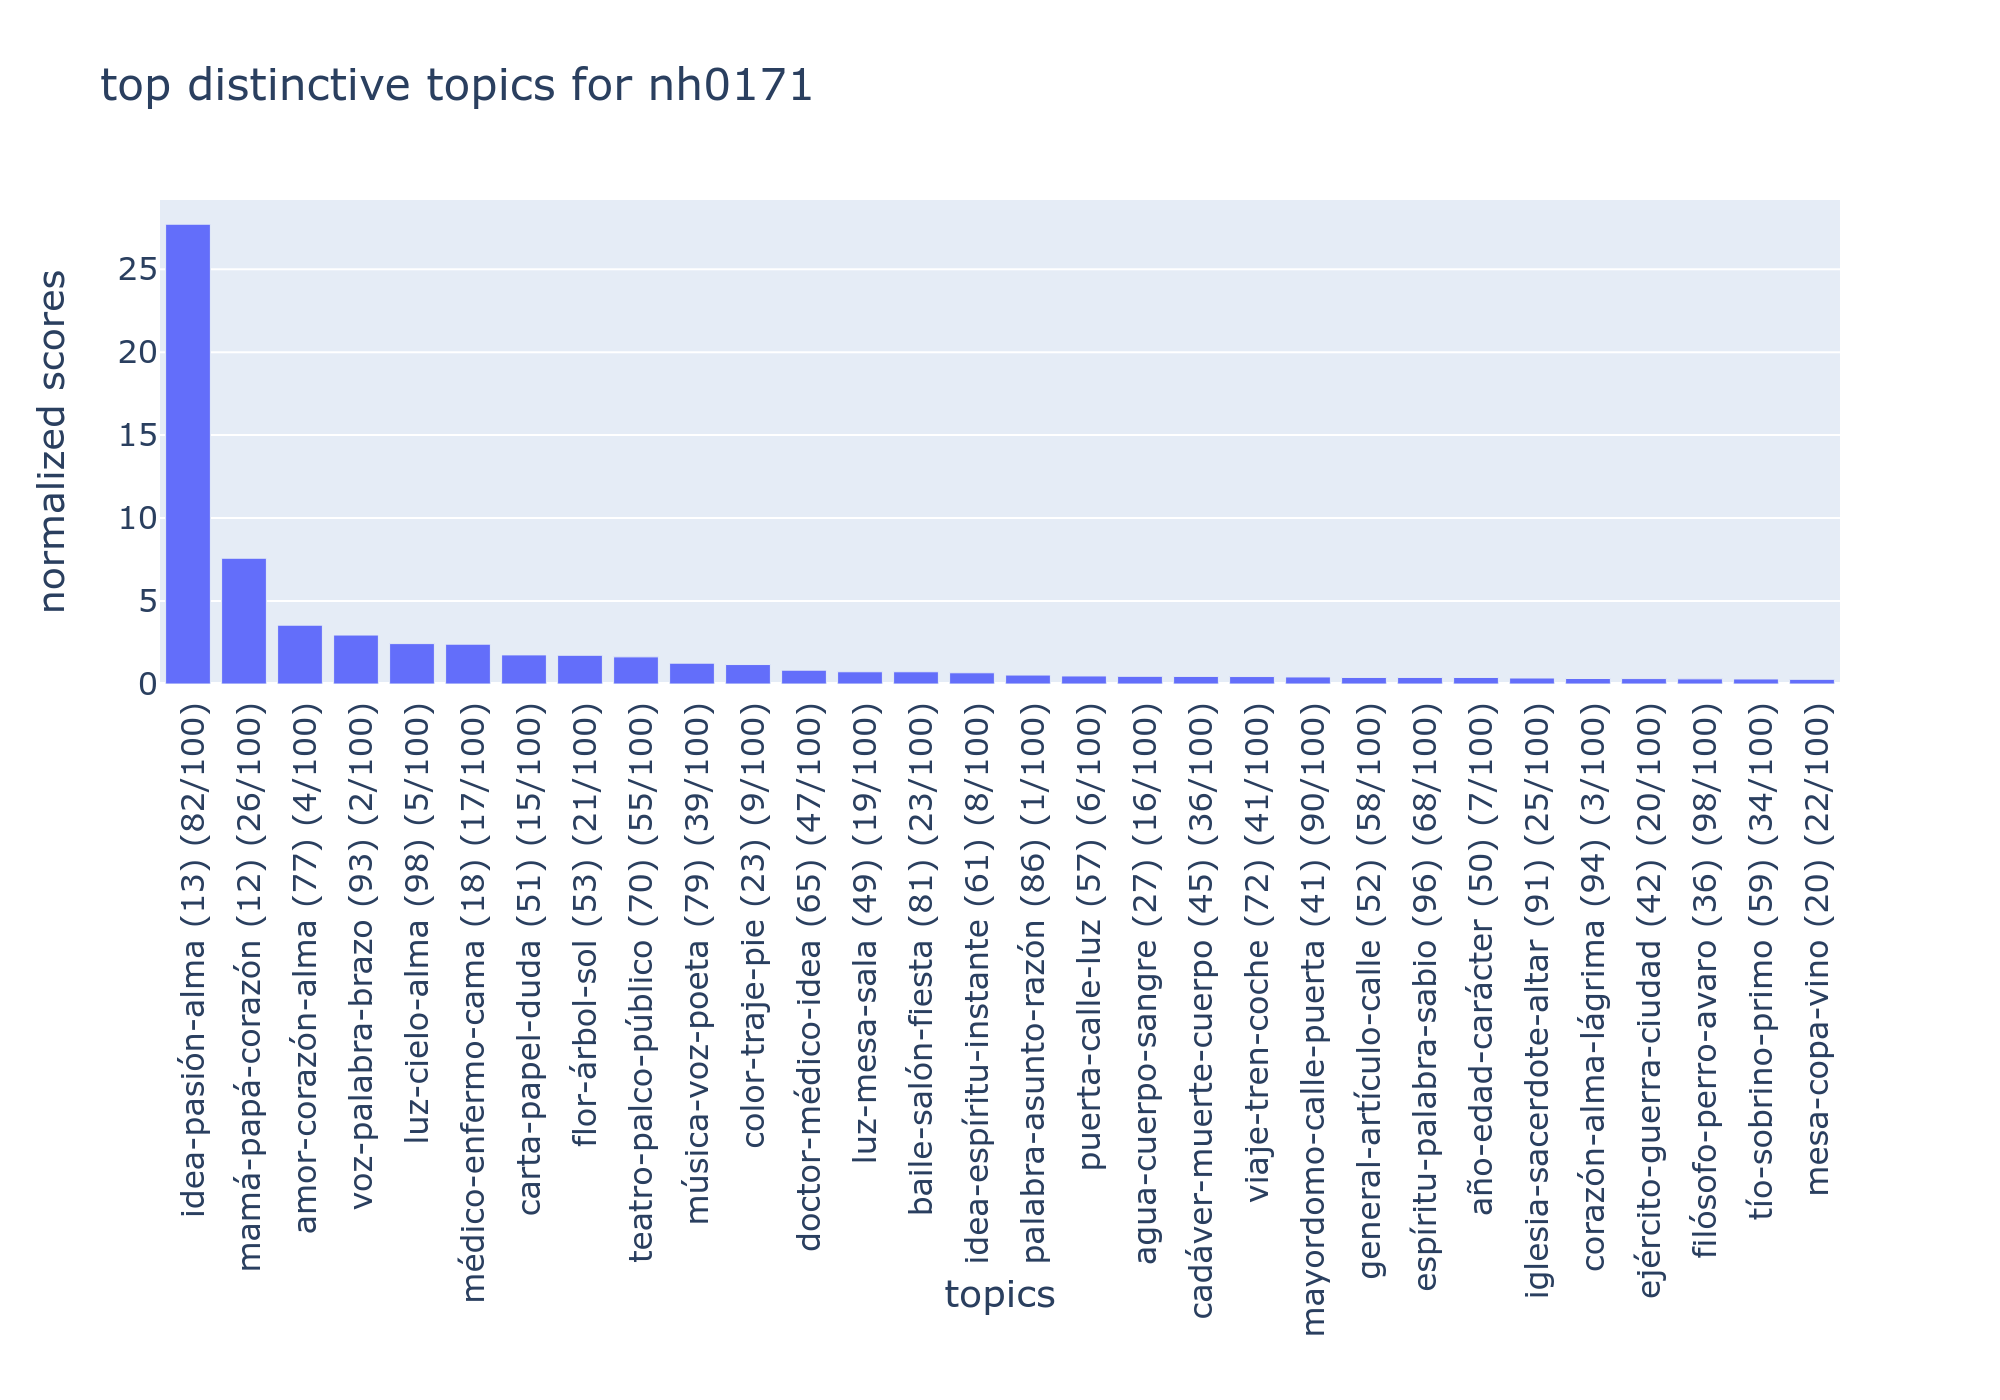 top distinctive topics for nh0171
normalized scores
25
20
15
10
5
0
idea-pasión-alma (13) (82/100)
mamá-papá-corazón (12) (26/100)
amor-corazón-alma (77) (4/100)
voz-palabra-brazo (93) (2/100)
luz-cielo-alma (98) (5/100)
médico-enfermo-cama (18) (17/100)
carta-papel-duda (51) (15/100)
flor-árbol-sol (53) (21/100)
teatro-palco-público (70) (55/100)
música-voz-poeta (79) (39/100)
color-traje-pie (23) (9/100)
doctor-médico-idea (65) (47/100)
luz-mesa-sala (49) (19/100)
baile-salón-fiesta (81) (23/100)
idea-espíritu-instante (61) (8/100)
palabra-asunto-razón (86) (1/100)
puerta-calle-luz (57) (6/100)
agua-cuerpo-sangre (27) (16/100)
cadáver-muerte-cuerpo (45) (36/100)
viaje-tren-coche (72) (41/100)
mayordomo-calle-puerta (41) (90/100)
general-artículo-calle (52) (58/100)
espíritu-palabra-sabio (96) (68/100)
año-edad-carácter (50) (7/100)
iglesia-sacerdote-altar (91) (25/100)
corazón-alma-lágrima (94) (3/100)
ejército-guerra-ciudad (42) (20/100)
filósofo-perro-avaro (36) (98/100)
tío-sobrino-primo (59) (34/100)
mesa-copa-vino (20) (22/100)
topics